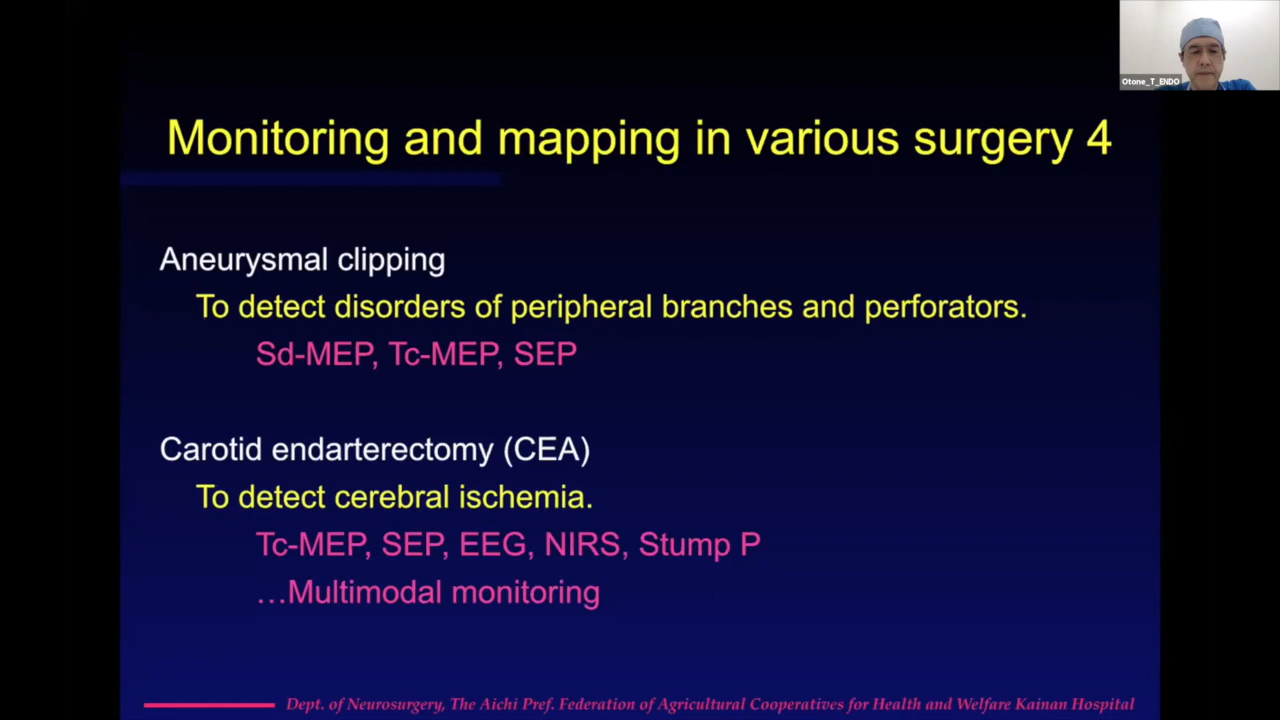 Otone_T_ENDO
Monitoring and mapping in various surgery 4
Aneurysmal clipping
To detect disorders of peripheral branches and perforators.
Sd-MEP, Tc-MEP, SEP
Carotid endarterectomy (CEA)
To detect cerebral ischemia.
Tc-MEP, SEP, EEG, NIRS, Stump P
…Multimodal monitoring
Dept. of Neurosurgery, The Aichi Pref. Federation of Agricultural Cooperatives for Health and Welfare Kainan Hospital